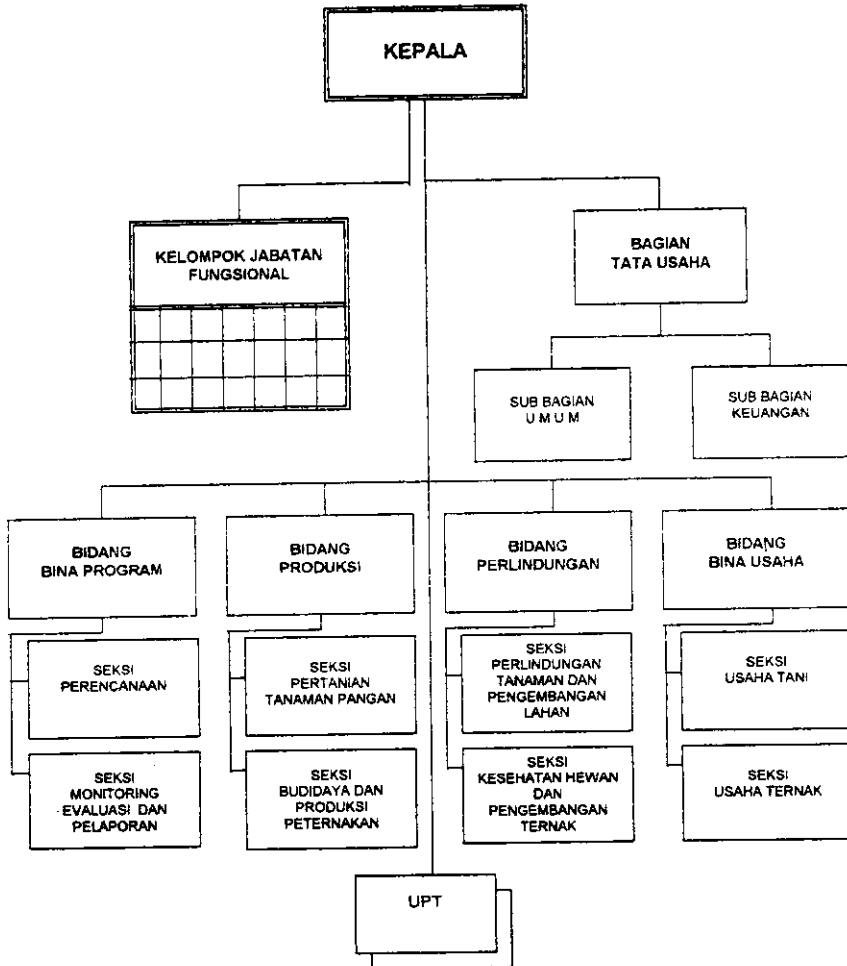 KEPALA
KELOMPOK JABATAN
FUNGSIONAL
BAGIAN
TATA USAHA
SUB BAGIAN
U M U M
SUB BAGIAN
KEUANGAN
BIDANG
BINA PROGRAM
BIDANG
PRODUKSI
BIDANG
PERLINDUNGAN
BIDANG
BINA USAHA
SEKSI
PERENCANAAN
SEKSI
PERTANIAN
TANAMAN PANGAN
SEKSI
PERLINDUNGAN
TANAMAN DAN
PENGEMBANGAN
LAHAN
SEKSI
USAHA TANI
SEKSI
MONITORING
EVALUASI DAN
PELAPORAN
SEKSI
BUDIDAYA DAN
PRODUKSI
PETERNAKAN
SEKSI
KESEHATAN HEWAN
DAN
PENGEMBANGAN
TERNAK
SEKSI
USAHA TERNAK
UPT